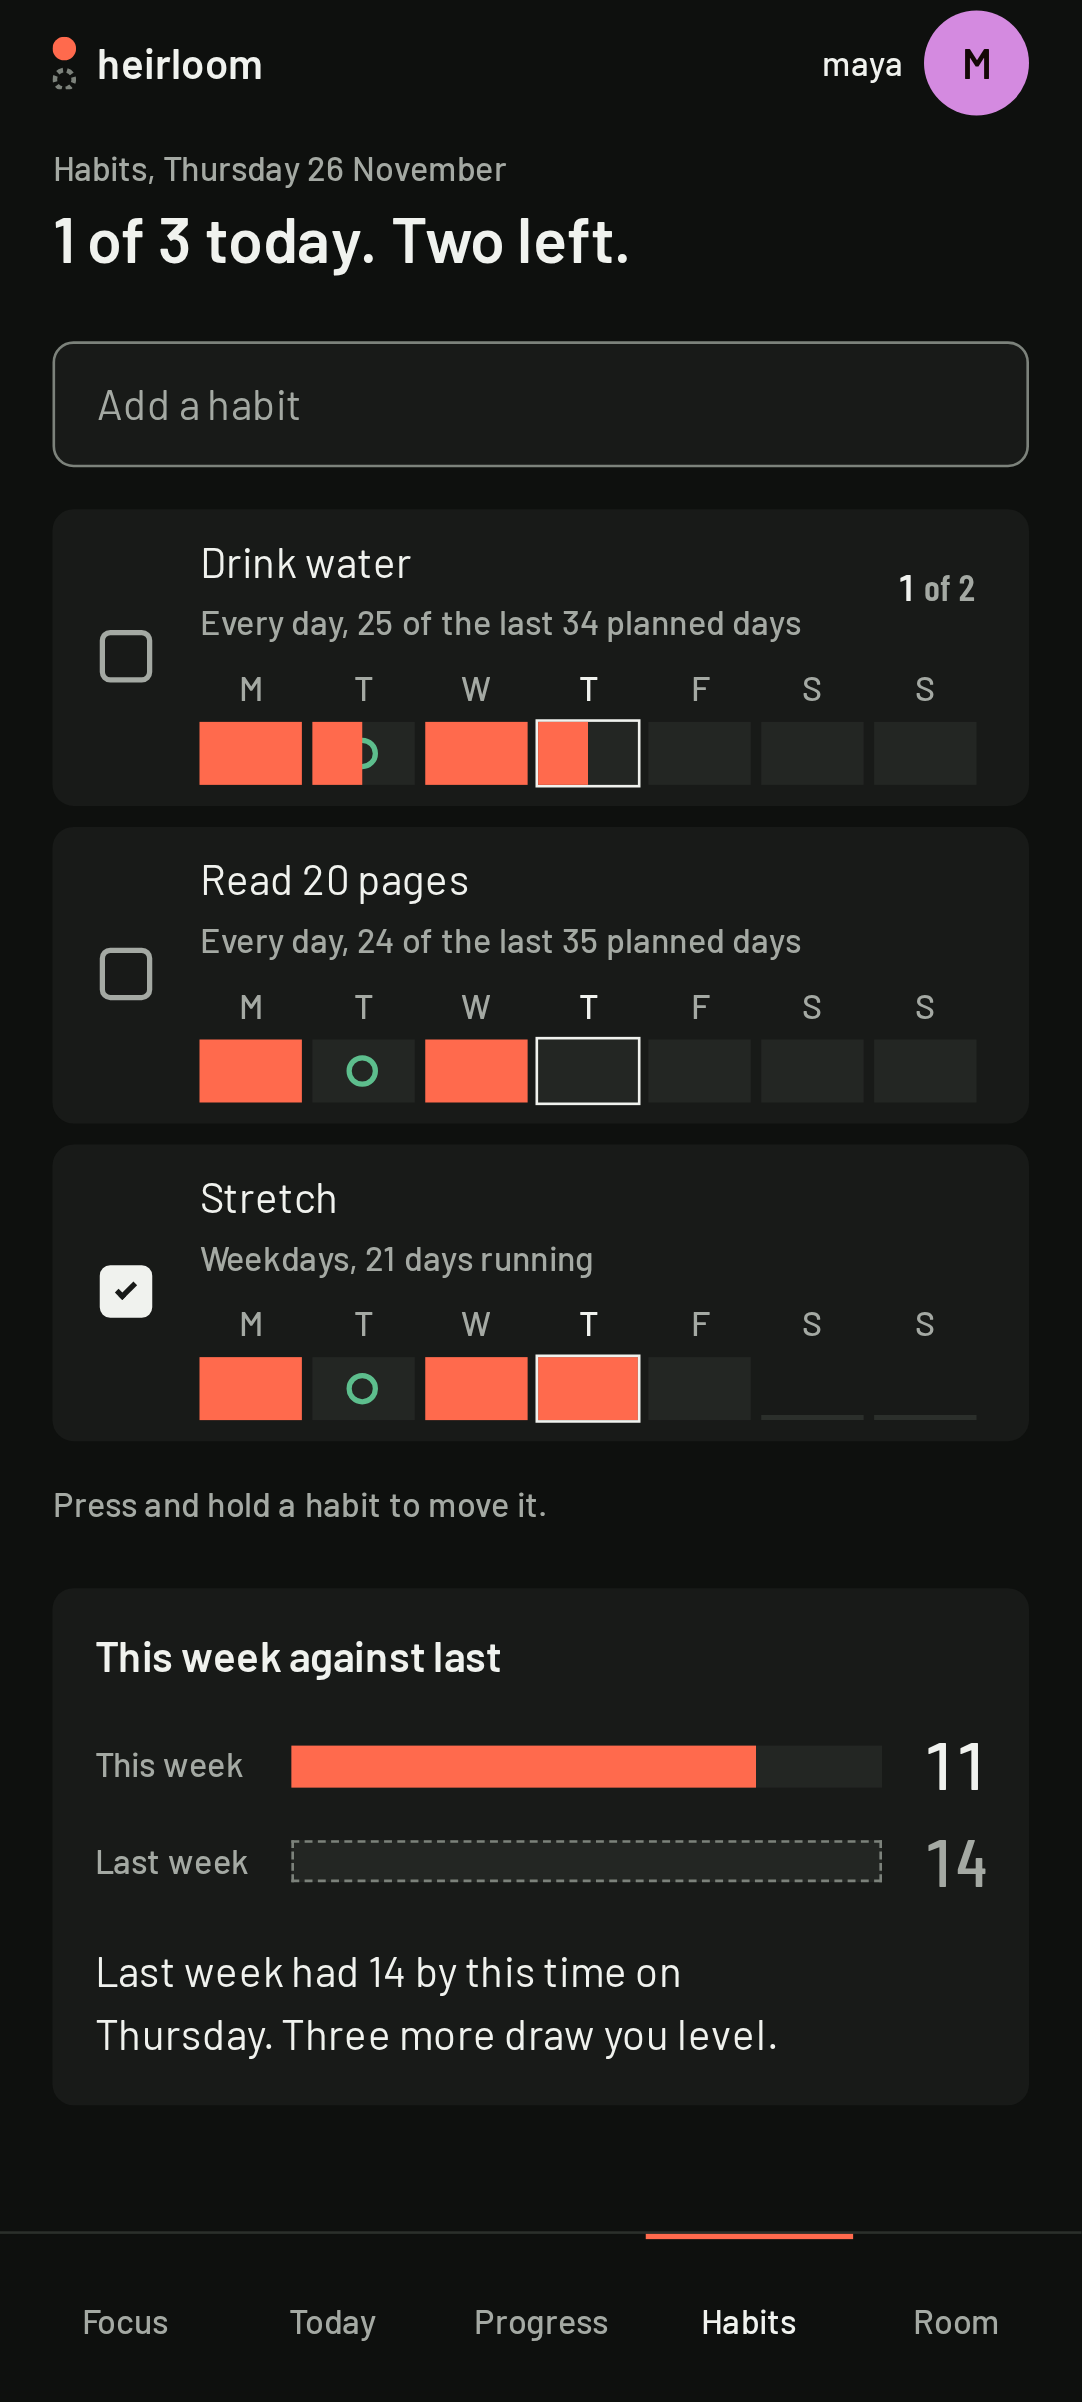 heirloom
maya M
Habits, Thursday 26 November
1 of 3 today. Two left.
Add a habit
Drink water
1 of 2
Every day, 25 of the last 34 planned days
M T W T F S S
Read 20 pages
Every day, 24 of the last 35 planned days
M T W T F S S
Stretch
Weekdays, 21 days running
M T W T F S S
Press and hold a habit to move it.
This week against last
This week 11
Last week 14
Last week had 14 by this time on
Thursday. Three more draw you level.
Focus Today Progress Habits Room